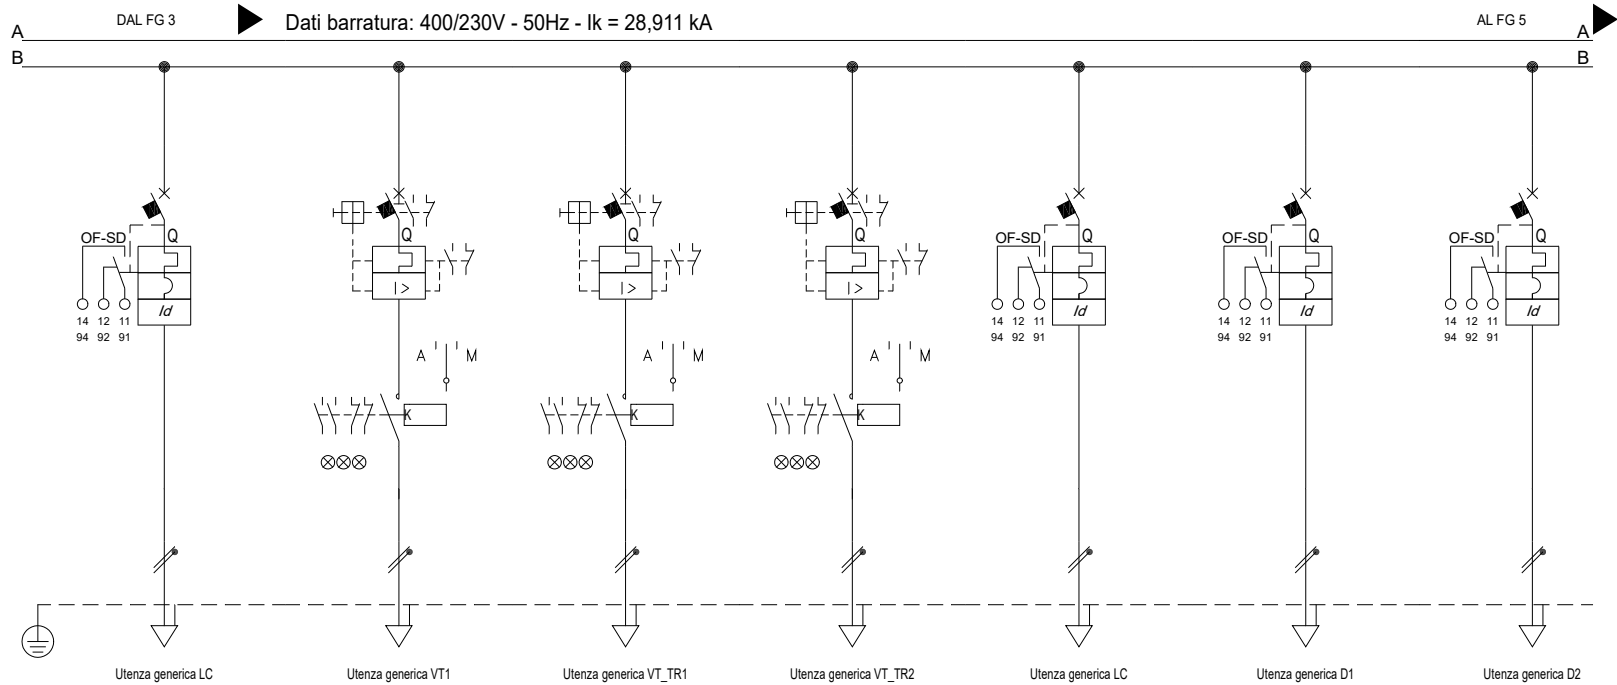 DAL FG 3
Dati barratura: 400/230V - 50Hz - Ik = 28,911 kA
AL FG 5
A A
B B
OF-SD Q Q Q Q OF-SD Q OF-SD Q OF-SD Q
I > I > I >
Id Id Id Id
14 12 11 14 12 11 14 12 11 14 12 11
94 92 91 94 92 91 94 92 91 94 92 91
A M A M A M
K K K
Utenza generica LC
Utenza generica VT1
Utenza generica VT_TR1
Utenza generica VT_TR2
Utenza generica LC
Utenza generica D1
Utenza generica D2